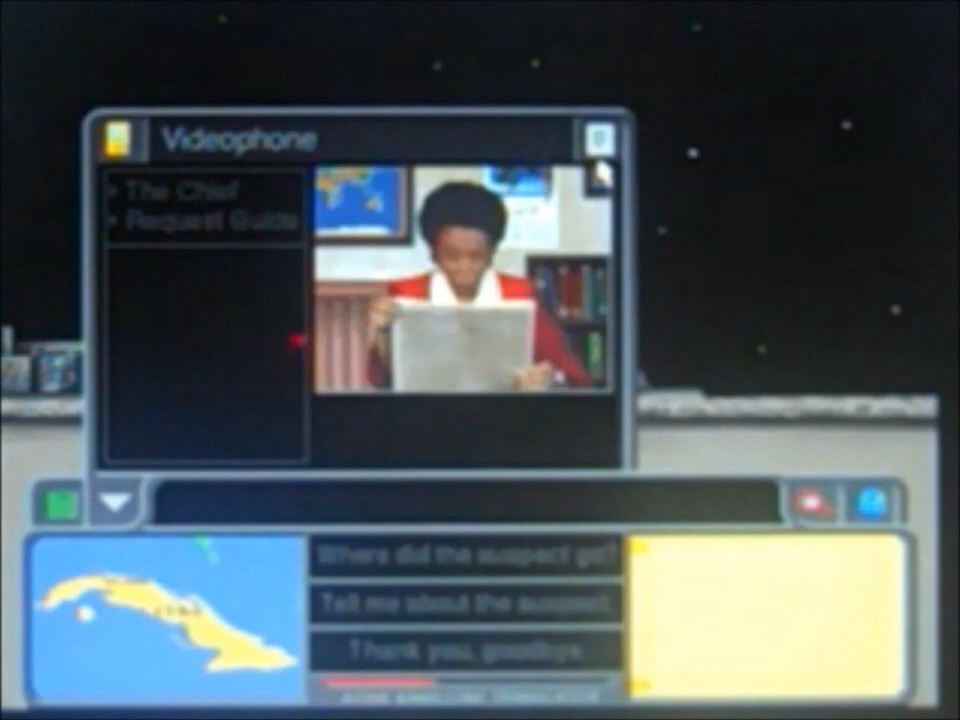 Videophone
The Chief
Request Guide
Where did the suspect go?
Tell me about the suspect.
Thank you, goodbye